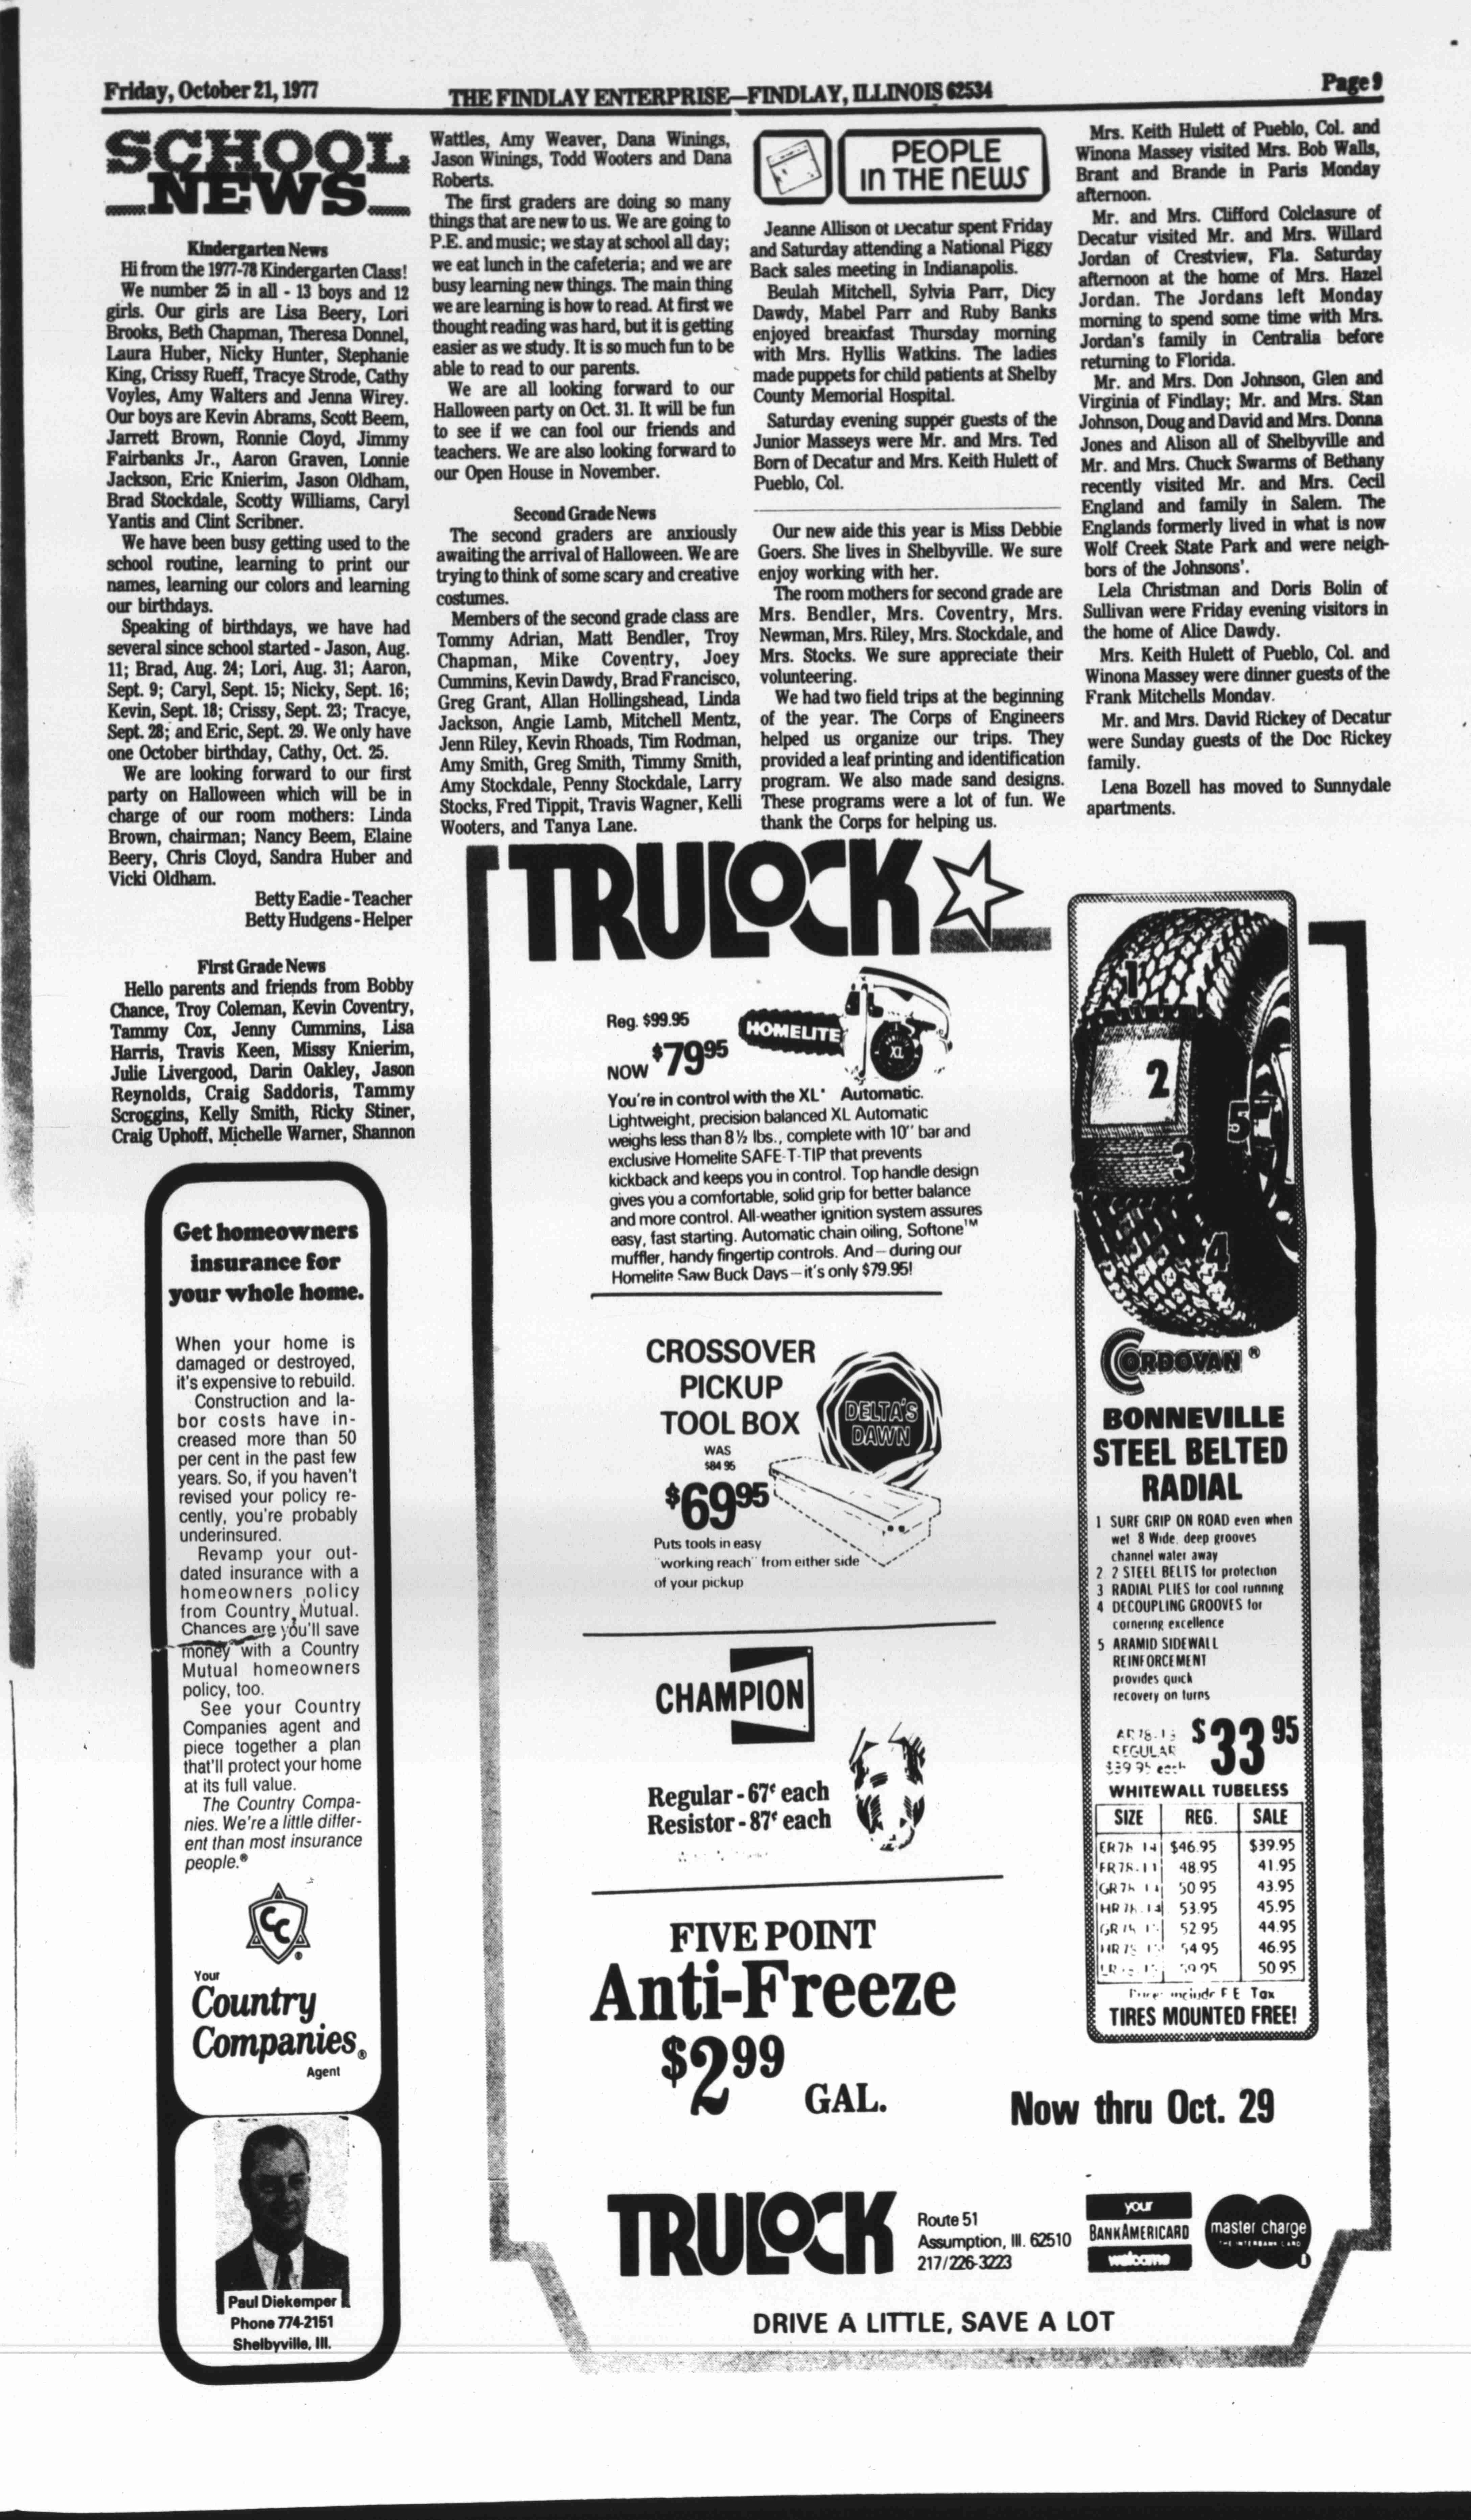 Friday, October 21, 1977
THE FINDLAY ENTERPRISE—FINDLAY, ILLINOIS 62534
Page 9
SCHOOL
NEWS
Kindergarten News
Hi from the 1977-78 Kindergarten Class!
We number 25 in all - 13 boys and 12
girls. Our girls are Lisa Beery, Lori
Brooks, Beth Chapman, Theresa Donnel,
Laura Huber, Nicky Hunter, Stephanie
King, Crissy Rueff, Tracye Strode, Cathy
Voyles, Amy Walters and Jenna Wirey.
Our boys are Kevin Abrams, Scott Beem,
Jarrett Brown, Ronnie Cloyd, Jimmy
Fairbanks Jr., Aaron Graven, Lonnie
Jackson, Eric Knierim, Jason Oldham,
Brad Stockdale, Scotty Williams, Caryl
Yantis and Clint Scribner.
We have been busy getting used to the
school routine, learning to print our
names, learning our colors and learning
our birthdays.
Speaking of birthdays, we have had
several since school started - Jason, Aug.
11; Brad, Aug. 24; Lori, Aug. 31; Aaron,
Sept. 9; Caryl, Sept. 15; Nicky, Sept. 16;
Kevin, Sept. 18; Crissy, Sept. 23; Tracye,
Sept. 28; and Eric, Sept. 29. We only have
one October birthday, Cathy, Oct. 25.
We are looking forward to our first
party on Halloween which will be in
charge of our room mothers: Linda
Brown, chairman; Nancy Beem, Elaine
Beery, Chris Cloyd, Sandra Huber and
Vicki Oldham.
Betty Eadie - Teacher
Betty Hudgens - Helper
First Grade News
Hello parents and friends from Bobby
Chance, Troy Coleman, Kevin Coventry,
Tammy Cox, Jenny Cummins, Lisa
Harris, Travis Keen, Missy Knierim,
Julie Livergood, Darin Oakley, Jason
Reynolds, Craig Saddoris, Tammy
Scroggins, Kelly Smith, Ricky Stiner,
Craig Uphoff, Michelle Warner, Shannon
Wattles, Amy Weaver, Dana Winings,
Jason Winings, Todd Wooters and Dana
Roberts.
The first graders are doing so many
things that are new to us. We are going to
P.E. and music; we stay at school all day;
we eat lunch in the cafeteria; and we are
busy learning new things. The main thing
we are learning is how to read. At first we
thought reading was hard, but it is getting
easier as we study. It is so much fun to be
able to read to our parents.
We are all looking forward to our
Halloween party on Oct. 31. It will be fun
to see if we can fool our friends and
teachers. We are also looking forward to
our Open House in November.
Second Grade News
The second graders are anxiously
awaiting the arrival of Halloween. We are
trying to think of some scary and creative
costumes.
Members of the second grade class are
Tommy Adrian, Matt Bendler, Troy
Chapman, Mike Coventry, Joey
Cummins, Kevin Dawdy, Brad Francisco,
Greg Grant, Allan Hollingshead, Linda
Jackson, Angie Lamb, Mitchell Mentz,
Jenn Riley, Kevin Rhoads, Tim Rodman,
Amy Smith, Greg Smith, Timmy Smith,
Amy Stockdale, Penny Stockdale, Larry
Stocks, Fred Tippit, Travis Wagner, Kelli
Wooters, and Tanya Lane.
PEOPLE
IN THE NEWS
Jeanne Allison of Decatur spent Friday
and Saturday attending a National Piggy
Back sales meeting in Indianapolis.
Beulah Mitchell, Sylvia Parr, Dicy
Dawdy, Mabel Parr and Ruby Banks
enjoyed breakfast Thursday morning
with Mrs. Hyllis Watkins. The ladies
made puppets for child patients at Shelby
County Memorial Hospital.
Saturday evening supper guests of the
Junior Masseys were Mr. and Mrs. Ted
Born of Decatur and Mrs. Keith Hulett of
Pueblo, Col.
Our new aide this year is Miss Debbie
Goers. She lives in Shelbyville. We sure
enjoy working with her.
The room mothers for second grade are
Mrs. Bendler, Mrs. Coventry, Mrs.
Newman, Mrs. Riley, Mrs. Stockdale, and
Mrs. Stocks. We sure appreciate their
volunteering.
We had two field trips at the beginning
of the year. The Corps of Engineers
helped us organize our trips. They
provided a leaf printing and identification
program. We also made sand designs.
These programs were a lot of fun. We
thank the Corps for helping us.
Mrs. Keith Hulett of Pueblo, Col. and
Winona Massey visited Mrs. Bob Walls,
Brant and Brande in Paris Monday
afternoon.
Mr. and Mrs. Clifford Colclasure of
Decatur visited Mr. and Mrs. Willard
Jordan of Crestview, Fla. Saturday
afternoon at the home of Mrs. Hazel
Jordan. The Jordans left Monday
morning to spend some time with Mrs.
Jordan's family in Centralia before
returning to Florida.
Mr. and Mrs. Don Johnson, Glen and
Virginia of Findlay; Mr. and Mrs. Stan
Johnson, Doug and David and Mrs. Donna
Jones and Alison all of Shelbyville and
Mr. and Mrs. Chuck Swarms of Bethany
recently visited Mr. and Mrs. Cecil
England and family in Salem. The
Englands formerly lived in what is now
Wolf Creek State Park and were neigh-
bors of the Johnsons'.
Lela Christman and Doris Bolin of
Sullivan were Friday evening visitors in
the home of Alice Dawdy.
Mrs. Keith Hulett of Pueblo, Col. and
Winona Massey were dinner guests of the
Frank Mitchells Monday.
Mr. and Mrs. David Rickey of Decatur
were Sunday guests of the Doc Rickey
family.
Lena Bozell has moved to Sunnydale
apartments.
Get homeowners
insurance for
your whole home.
When your home is
damaged or destroyed,
it's expensive to rebuild.
Construction and la-
bor costs have in-
creased more than 50
per cent in the past few
years. So, if you haven't
revised your policy re-
cently, you're probably
underinsured.
Revamp your out-
dated insurance with a
homeowners policy
from Country Mutual.
Chances are you'll save
money with a Country
Mutual homeowners
policy, too.
See your Country
Companies agent and
piece together a plan
that'll protect your home
at its full value.
The Country Compa-
nies. We're a little differ-
ent than most insurance
people.®
CC
®
Your
Country
Companies®
Agent
Paul Diekemper
Phone 774-2151
Shelbyville, Ill.
TRULOCK
Reg. $99.95
NOW $79.95
HOMELITE
XL
You're in control with the XL* Automatic.
Lightweight, precision balanced XL Automatic
weighs less than 8½ lbs., complete with 10" bar and
exclusive Homelite SAFE-T-TIP that prevents
kickback and keeps you in control. Top handle design
gives you a comfortable, solid grip for better balance
and more control. All-weather ignition system assures
easy, fast starting. Automatic chain oiling, Softone™
muffler, handy fingertip controls. And—during our
Homelite Saw Buck Days—it's only $79.95!
CROSSOVER
PICKUP
TOOL BOX
WAS
$84.95
$69.95
DELTA'S
DAWN
Puts tools in easy
"working reach" from either side
of your pickup
CHAMPION
Regular - 67¢ each
Resistor - 87¢ each
FIVE POINT
Anti-Freeze
$2.99
GAL.
1
2
3
4
5
CORDOVAN®
BONNEVILLE
STEEL BELTED
RADIAL
1 SURE GRIP ON ROAD even when
wet 8 Wide, deep grooves
channel water away
2 2 STEEL BELTS for protection
3 RADIAL PLIES for cool running
4 DECOUPLING GROOVES for
cornering excellence
5 ARAMID SIDEWALL
REINFORCEMENT
provides quick
recovery on turns
AR78-13
REGULAR
$39.95 each
$33.95
WHITEWALL TUBELESS
SIZE REG. SALE
ER78-14 $46.95 $39.95
48.95 41.95
50.95 43.95
HR78-14 53.95 45.95
52.95 44.95
54.95 46.95
50.95
Prices include F E Tax
TIRES MOUNTED FREE!
Now thru Oct. 29
TRULOCK
Route 51
Assumption, Ill. 62510
217/226-3223
your
BANKAMERICARD
welcome
master charge
THE INTERBANK CARD
DRIVE A LITTLE, SAVE A LOT